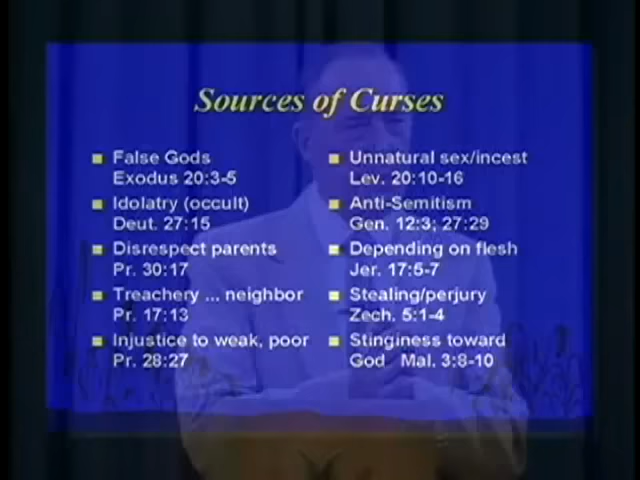 Sources of Curses
False Gods
Exodus 20:3-5
Idolatry (occult)
Deut. 27:15
Disrespect parents
Pr. 30:17
Treachery ... neighbor
Pr. 17:13
Injustice to weak, poor
Pr. 28:27
Unnatural sex/incest
Lev. 20:10-16
Anti-Semitism
Gen. 12:3; 27:29
Depending on flesh
Jer. 17:5-7
Stealing/perjury
Zech. 5:1-4
Stinginess toward
God Mal. 3:8-10